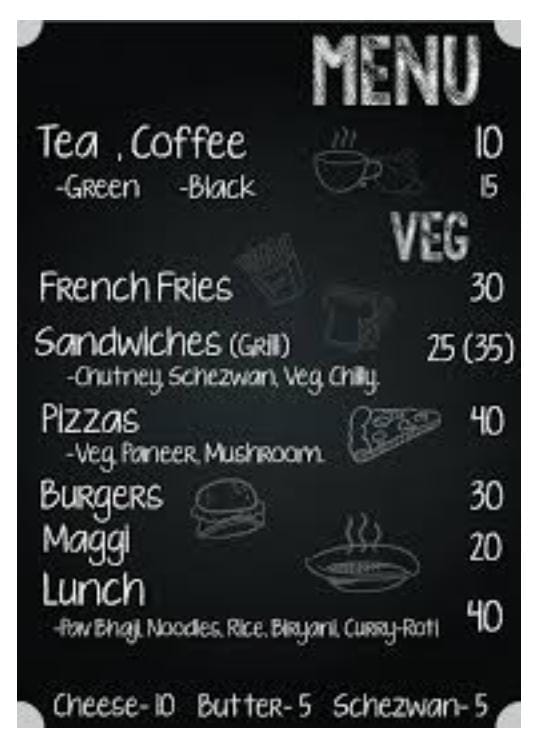 MENU
Tea , Coffee 10
-Green -Black 15
VEG
French Fries 30
Sandwiches (Grill) 25 (35)
-Chutney, Schezwan, Veg, Chilly.
Pizzas 40
-Veg, Paneer, Mushroom.
Burgers 30
Maggi 20
Lunch
-Pav Bhaji, Noodles, Rice, Biryani, Curry-Roti 40
Cheese-10 Butter-5 Schezwan-5